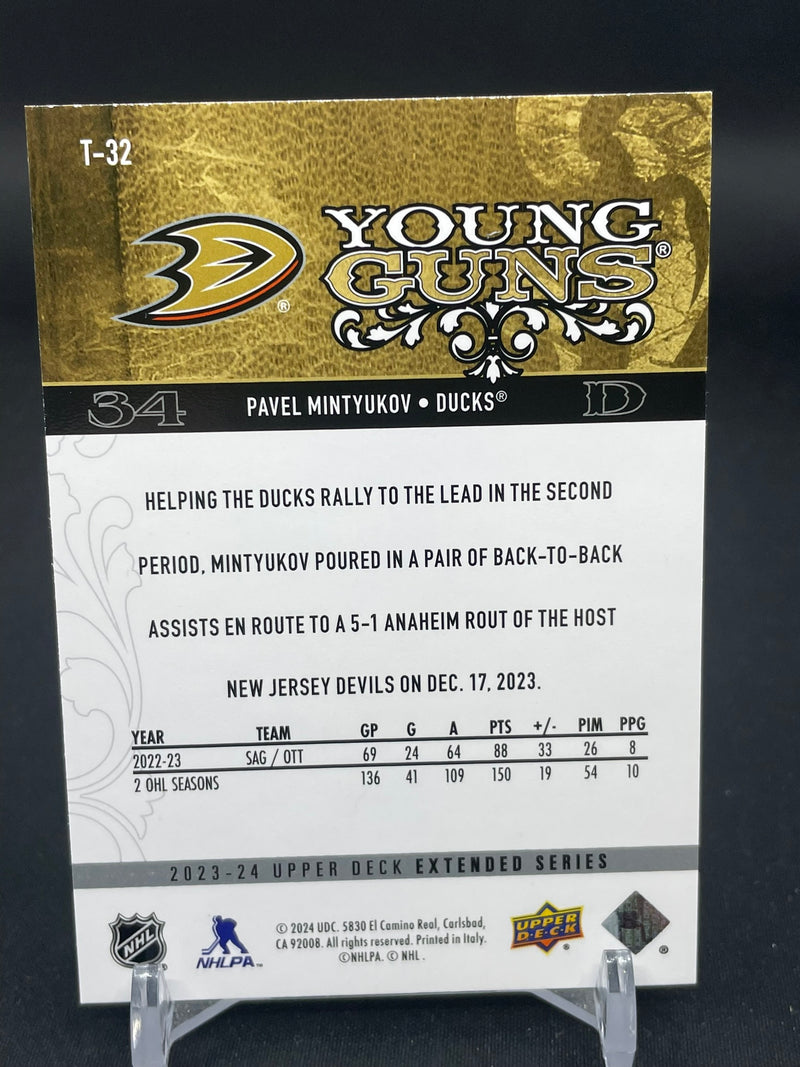 T-32
YOUNG
GUNS®
®
34 PAVEL MINTYUKOV • DUCKS® D
HELPING THE DUCKS RALLY TO THE LEAD IN THE SECOND
PERIOD, MINTYUKOV POURED IN A PAIR OF BACK-TO-BACK
ASSISTS EN ROUTE TO A 5-1 ANAHEIM ROUT OF THE HOST
NEW JERSEY DEVILS ON DEC. 17, 2023.
YEAR TEAM GP G A PTS +/- PIM PPG
2022-23 SAG / OTT 69 24 64 88 33 26 8
2 OHL SEASONS 136 41 109 150 19 54 10
2023-24 UPPER DECK EXTENDED SERIES
NHL ®
NHLPA™
© 2024 UDC. 5830 El Camino Real, Carlsbad,
CA 92008. All rights reserved. Printed in Italy.
©NHLPA. © NHL.
UPPER
D·E·C·K ®
®